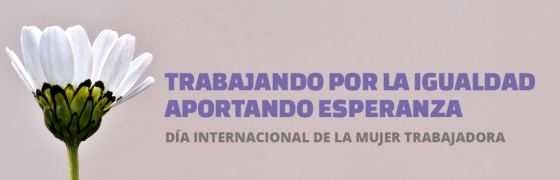 TRABAJANDO POR LA IGUALDAD
APORTANDO ESPERANZA
DÍA INTERNACIONAL DE LA MUJER TRABAJADORA